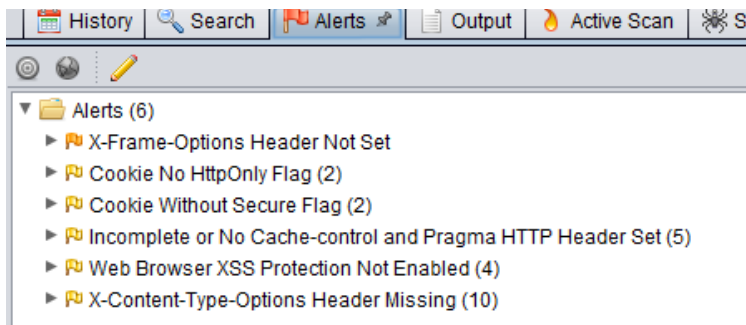 History Search Alerts Output Active Scan S
Alerts (6)
X-Frame-Options Header Not Set
Cookie No HttpOnly Flag (2)
Cookie Without Secure Flag (2)
Incomplete or No Cache-control and Pragma HTTP Header Set (5)
Web Browser XSS Protection Not Enabled (4)
X-Content-Type-Options Header Missing (10)